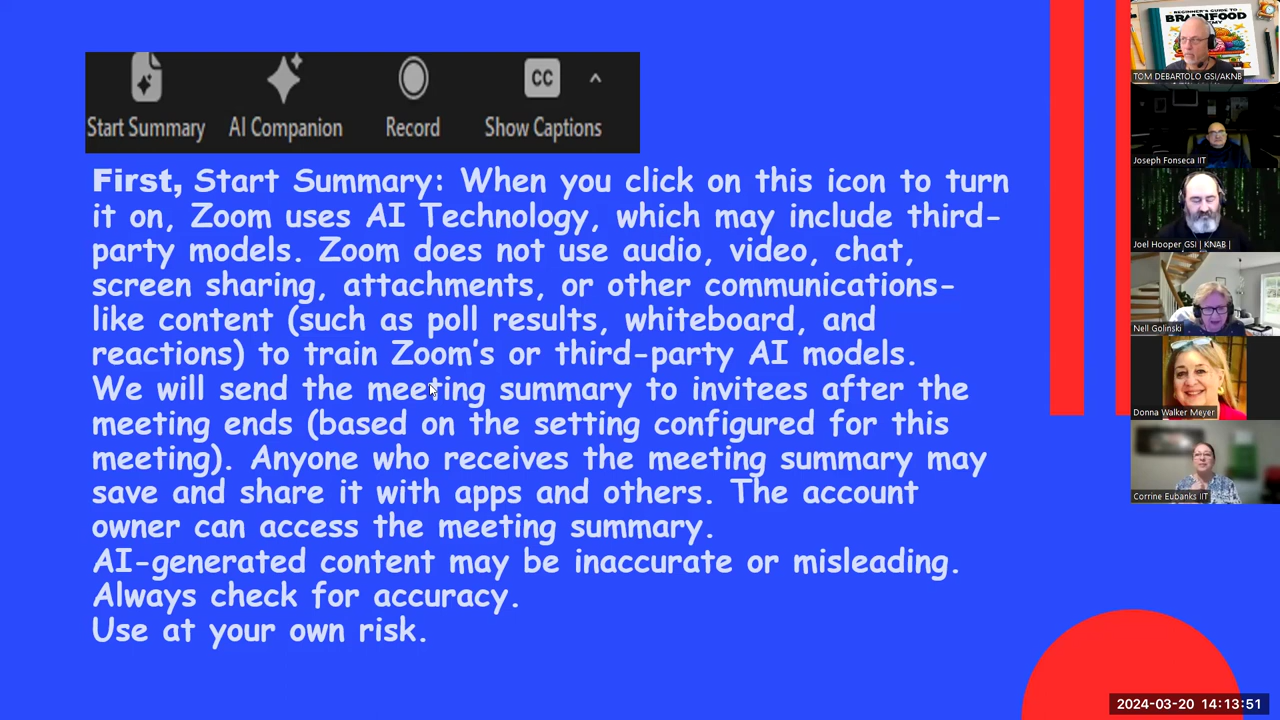 Start Summary AI Companion Record CC Show Captions
First, Start Summary: When you click on this icon to turn
it on, Zoom uses AI Technology, which may include third-
party models. Zoom does not use audio, video, chat,
screen sharing, attachments, or other communications-
like content (such as poll results, whiteboard, and
reactions) to train Zoom's or third-party AI models.
We will send the meeting summary to invitees after the
meeting ends (based on the setting configured for this
meeting). Anyone who receives the meeting summary may
save and share it with apps and others. The account
owner can access the meeting summary.
AI-generated content may be inaccurate or misleading.
Always check for accuracy.
Use at your own risk.
BEGINNER'S GUIDE TO
BRAINFOOD
TOM DEBARTOLO GSI/AKNB
Joseph Fonseca IIT
Joel Hooper GSI | KNAB |
Nell Golinski
Donna Walker Meyer
Corrine Eubanks IIT
2024-03-20 14:13:51